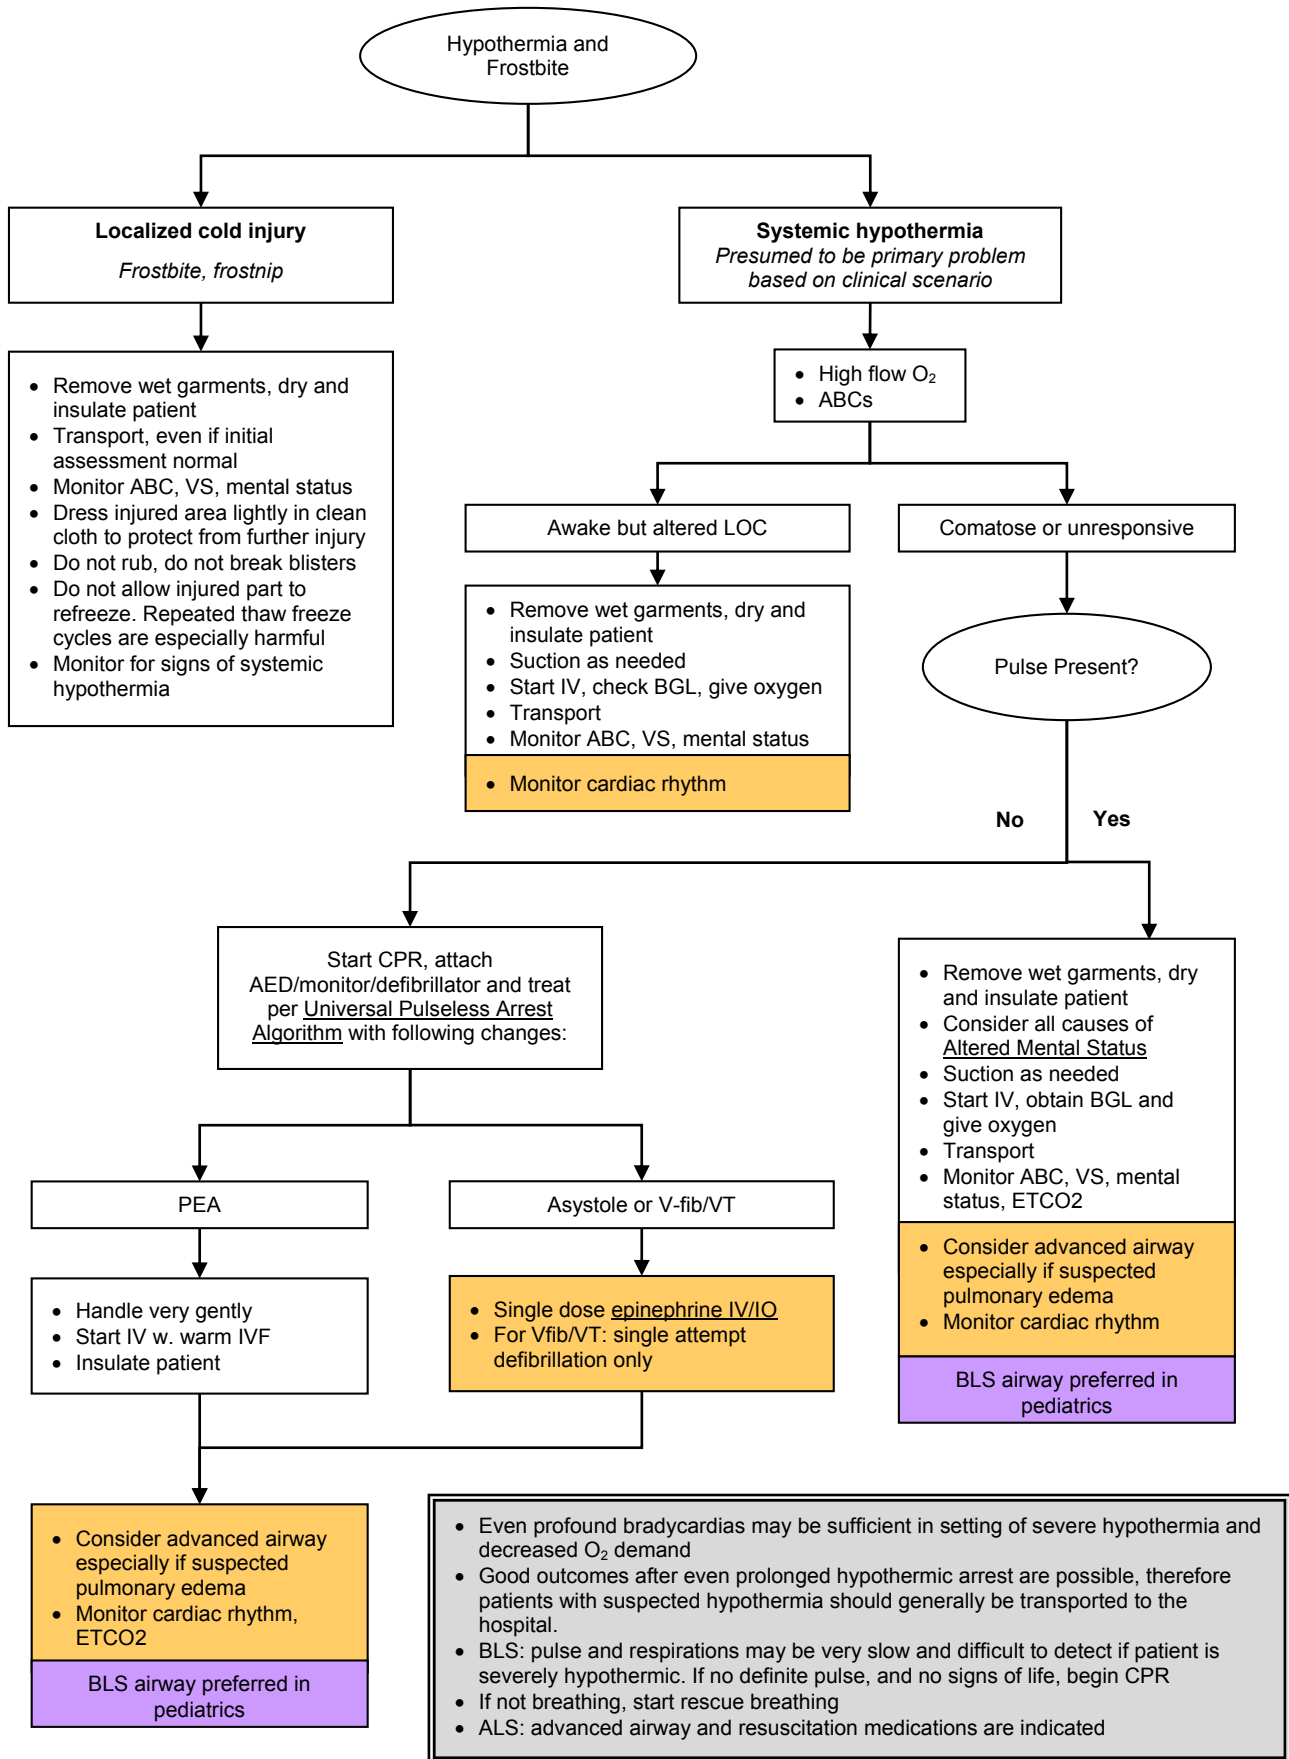 Hypothermia and
Frostbite
Localized cold injury
Frostbite, frostnip
Systemic hypothermia
Presumed to be primary problem
based on clinical scenario
• Remove wet garments, dry and
insulate patient
• Transport, even if initial
assessment normal
• Monitor ABC, VS, mental status
• Dress injured area lightly in clean
cloth to protect from further injury
• Do not rub, do not break blisters
• Do not allow injured part to
refreeze. Repeated thaw freeze
cycles are especially harmful
• Monitor for signs of systemic
hypothermia
• High flow O₂
• ABCs
Awake but altered LOC
Comatose or unresponsive
• Remove wet garments, dry and
insulate patient
• Suction as needed
• Start IV, check BGL, give oxygen
• Transport
• Monitor ABC, VS, mental status
• Monitor cardiac rhythm
Pulse Present?
No
Yes
Start CPR, attach
AED/monitor/defibrillator and treat
per Universal Pulseless Arrest
Algorithm with following changes:
• Remove wet garments, dry
and insulate patient
• Consider all causes of
Altered Mental Status
• Suction as needed
• Start IV, obtain BGL and
give oxygen
• Transport
• Monitor ABC, VS, mental
status, ETCO2
• Consider advanced airway
especially if suspected
pulmonary edema
• Monitor cardiac rhythm
BLS airway preferred in
pediatrics
PEA
Asystole or V-fib/VT
• Handle very gently
• Start IV w. warm IVF
• Insulate patient
• Single dose epinephrine IV/IO
• For Vfib/VT: single attempt
defibrillation only
• Consider advanced airway
especially if suspected
pulmonary edema
• Monitor cardiac rhythm,
ETCO2
BLS airway preferred in
pediatrics
• Even profound bradycardias may be sufficient in setting of severe hypothermia and
decreased O₂ demand
• Good outcomes after even prolonged hypothermic arrest are possible, therefore
patients with suspected hypothermia should generally be transported to the
hospital.
• BLS: pulse and respirations may be very slow and difficult to detect if patient is
severely hypothermic. If no definite pulse, and no signs of life, begin CPR
• If not breathing, start rescue breathing
• ALS: advanced airway and resuscitation medications are indicated